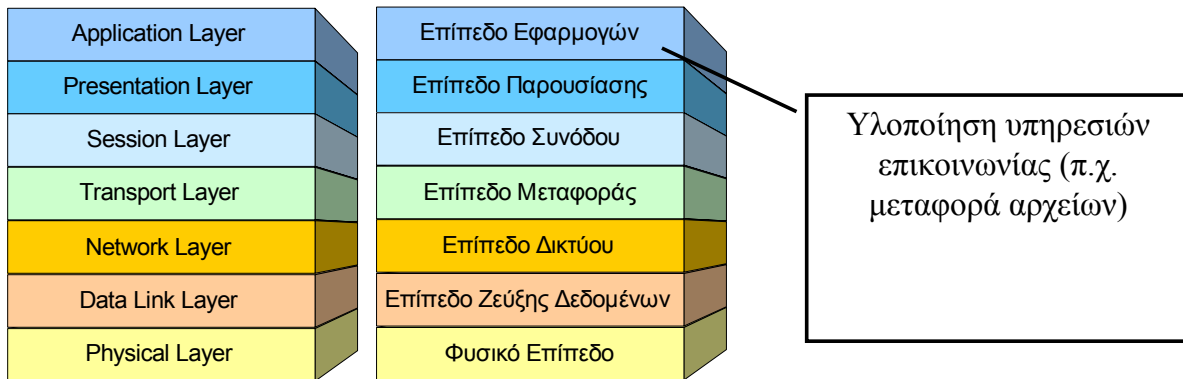 Application Layer
Presentation Layer
Session Layer
Transport Layer
Network Layer
Data Link Layer
Physical Layer
Επίπεδο Εφαρμογών
Επίπεδο Παρουσίασης
Επίπεδο Συνόδου
Επίπεδο Μεταφοράς
Επίπεδο Δικτύου
Επίπεδο Ζεύξης Δεδομένων
Φυσικό Επίπεδο
Υλοποίηση υπηρεσιών
επικοινωνίας (π.χ.
μεταφορά αρχείων)